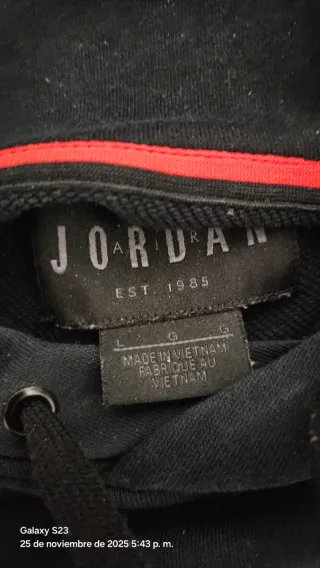 JORDAN
AIR
EST. 1985
L G G
MADE IN VIETNAM
FABRIQUÉ AU
VIETNAM
Galaxy S23
25 de noviembre de 2025 5:43 p. m.